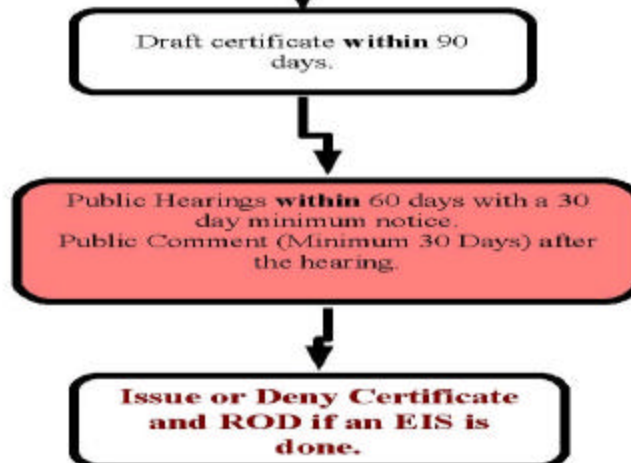 Draft certificate within 90
days.
Public Hearings within 60 days with a 30
day minimum notice.
Public Comment (Minimum 30 Days) after
the hearing.
Issue or Deny Certificate
and ROD if an EIS is
done.